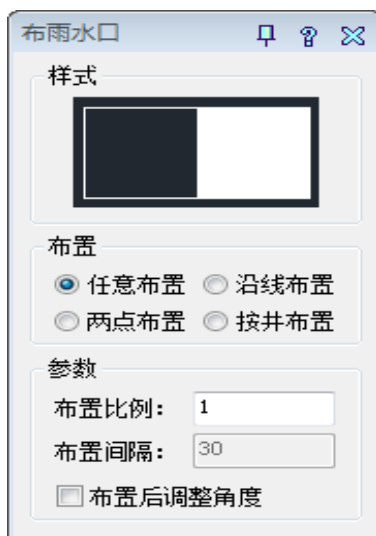 布雨水口
样式
布置
任意布置 沿线布置
两点布置 按井布置
参数
布置比例： 1
布置间隔： 30
布置后调整角度